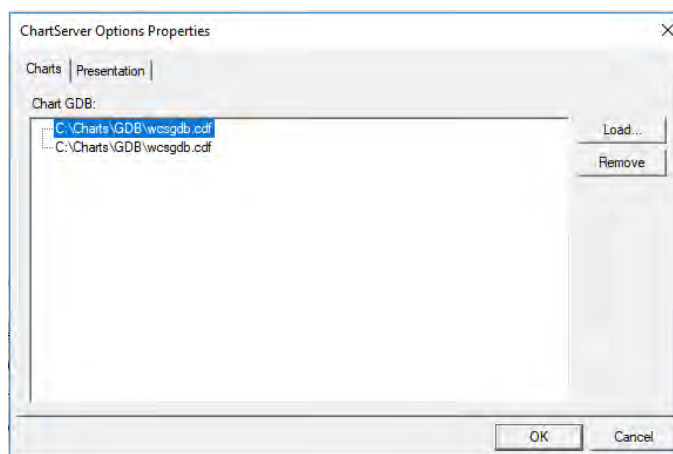 ChartServer Options Properties
Charts
Presentation
Chart GDB:
C:\Charts\GDB\wcsgdb.cdf
C:\Charts\GDB\wcsgdb.cdf
Load...
Remove
OK
Cancel